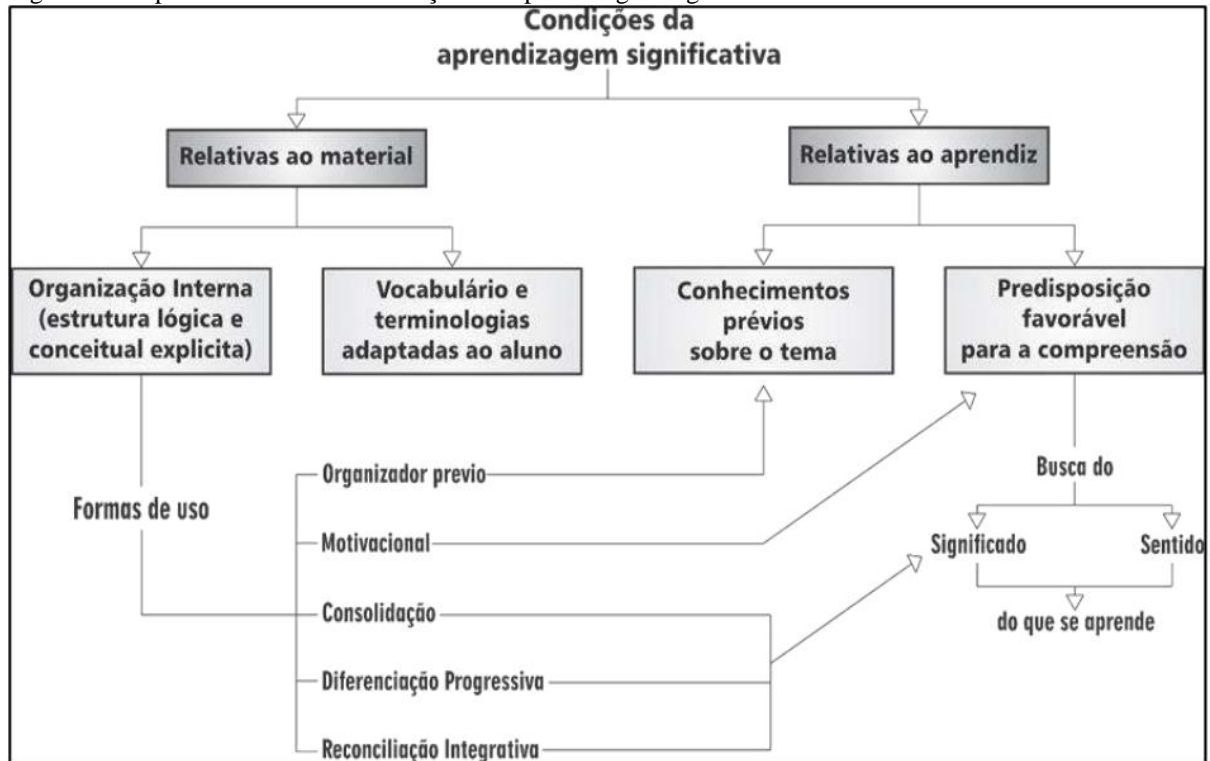 Condições da
aprendizagem significativa
Relativas ao material
Relativas ao aprendiz
Organização Interna
(estrutura lógica e
conceitual explicita)
Vocabulário e
terminologias
adaptadas ao aluno
Conhecimentos
prévios
sobre o tema
Predisposição
favorável
para a compreensão
Formas de uso
Organizador previo
Motivacional
Consolidação
Diferenciação Progressiva
Reconciliação Integrativa
Busca do
Significado
Sentido
do que se aprende